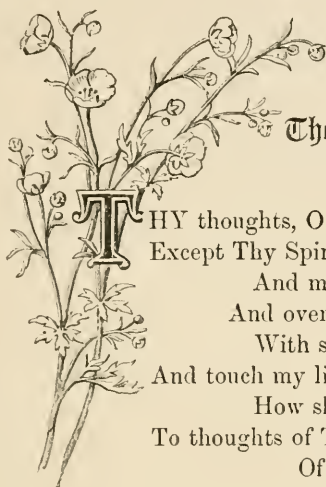 Th
THY thoughts, O
Except Thy Spir
And m
And over
With s
And touch my li
How sh
To thoughts of T
Of